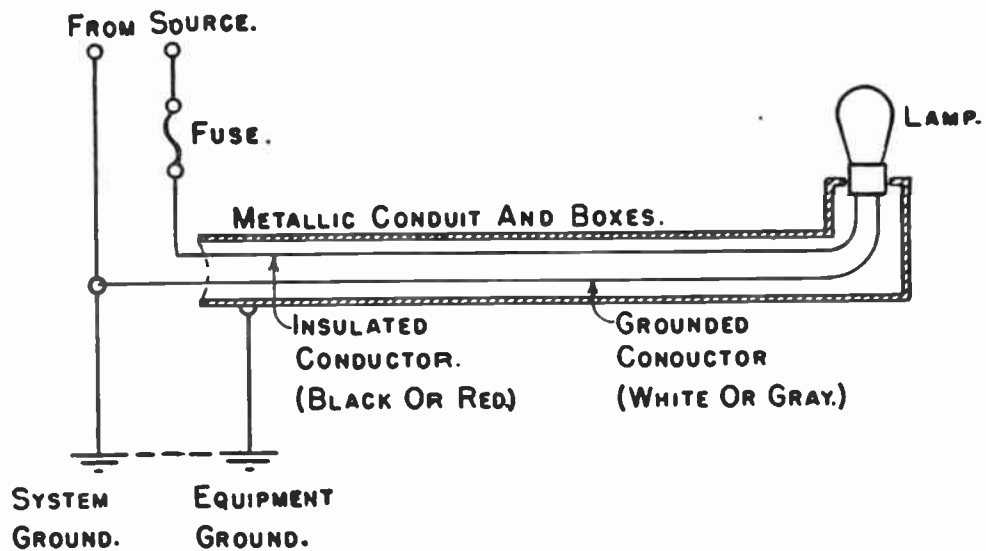 FROM SOURCE.
FUSE.
LAMP.
METALLIC CONDUIT AND BOXES.
INSULATED
CONDUCTOR.
(BLACK OR RED.)
GROUNDED
CONOUCTOR
(WHITE OR GRAY.)
SYSTEM
GROUND.
EQUIPMENT
GROUND.